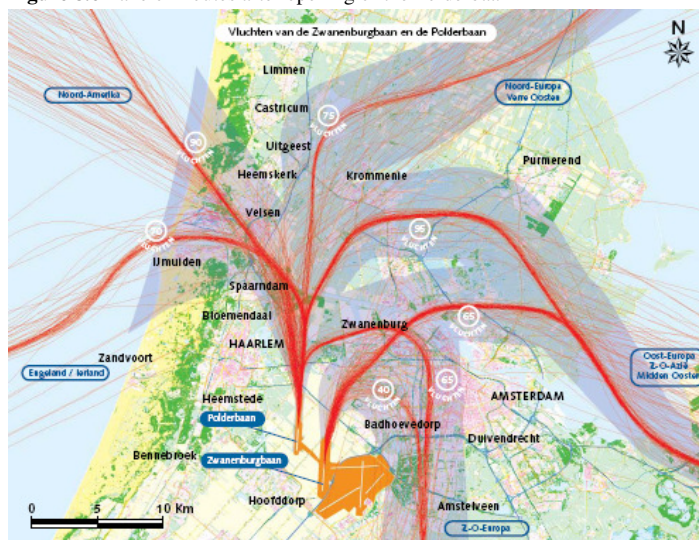 Vluchten van de Zwanenburgbaan en de Polderbaan
N
Limmen
Noord-Amerika
Castricum
75
VLUCHTEN
Noord-Europa
Verre Oosten
90
VLUCHTEN
Uitgeest
Heemskerk
Krommenie
Purmerend
Velsen
VLUCHTEN
95
VLUCHTEN
IJmuiden
Spaarndam
Bloemendaal
Zwanenburg
65
VLUCHTEN
Zandvoort
HAARLEM
Oost-Europa
Z-O-Azië
Midden Oosten
Engeland / Ierland
Heemstede
40
VLUCHTEN
65
VLUCHTEN
AMSTERDAM
Polderbaan
Badhoevedorp
Duivendrecht
Bennebroek
Zwanenburgbaan
Hoofddorp
Amstelveen
0 5 10 Km
Z-O-Europa